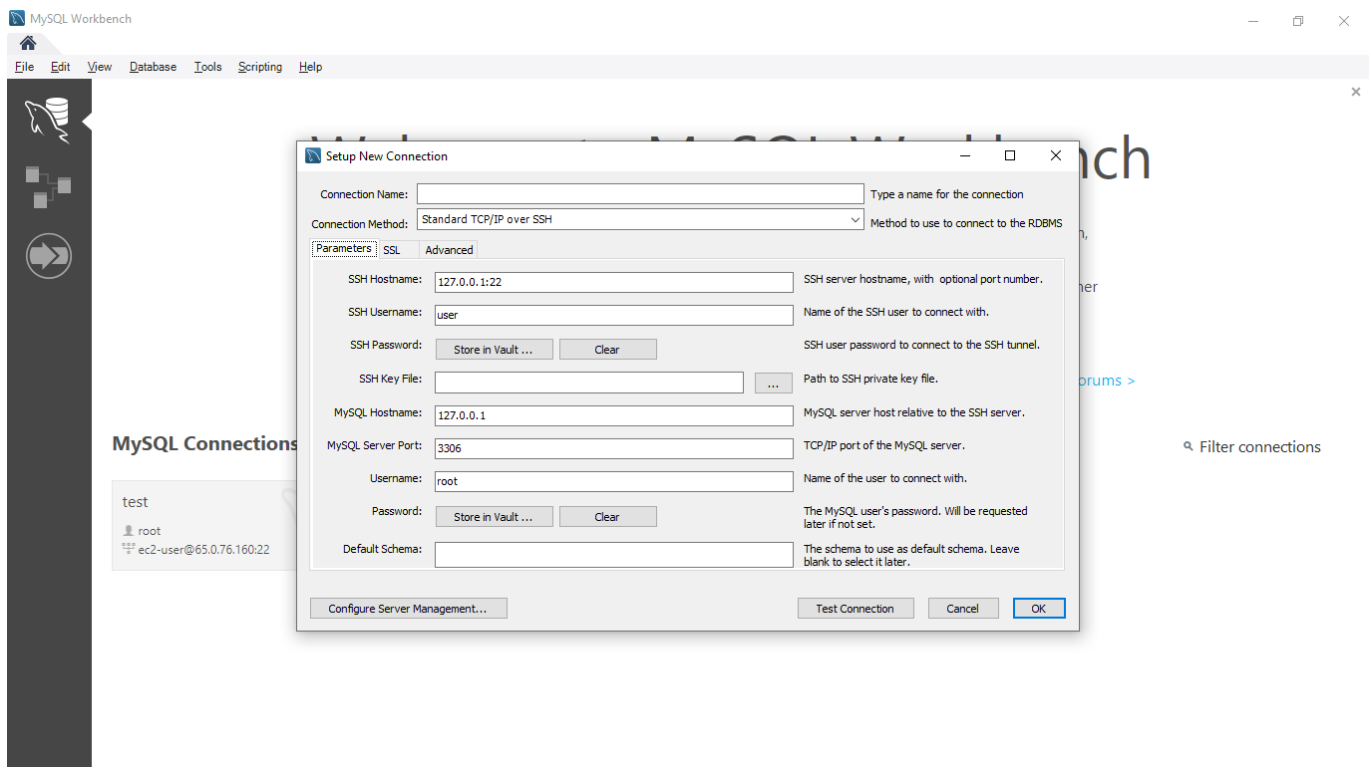 MySQL Workbench
File Edit View Database Tools Scripting Help
nch
Setup New Connection
Connection Name: Type a name for the connection
Connection Method: Standard TCP/IP over SSH Method to use to connect to the RDBMS
Parameters SSL Advanced
SSH Hostname: 127.0.0.1:22 SSH server hostname, with optional port number.
SSH Username: user Name of the SSH user to connect with.
SSH Password: Store in Vault ... Clear SSH user password to connect to the SSH tunnel.
SSH Key File: ... Path to SSH private key file.
MySQL Hostname: 127.0.0.1 MySQL server host relative to the SSH server.
MySQL Server Port: 3306 TCP/IP port of the MySQL server.
Username: root Name of the user to connect with.
Password: Store in Vault ... Clear The MySQL user's password. Will be requested
later if not set.
Default Schema: The schema to use as default schema. Leave
blank to select it later.
Configure Server Management... Test Connection Cancel OK
her
orums >
MySQL Connections
Filter connections
test
root
ec2-user@65.0.76.160:22